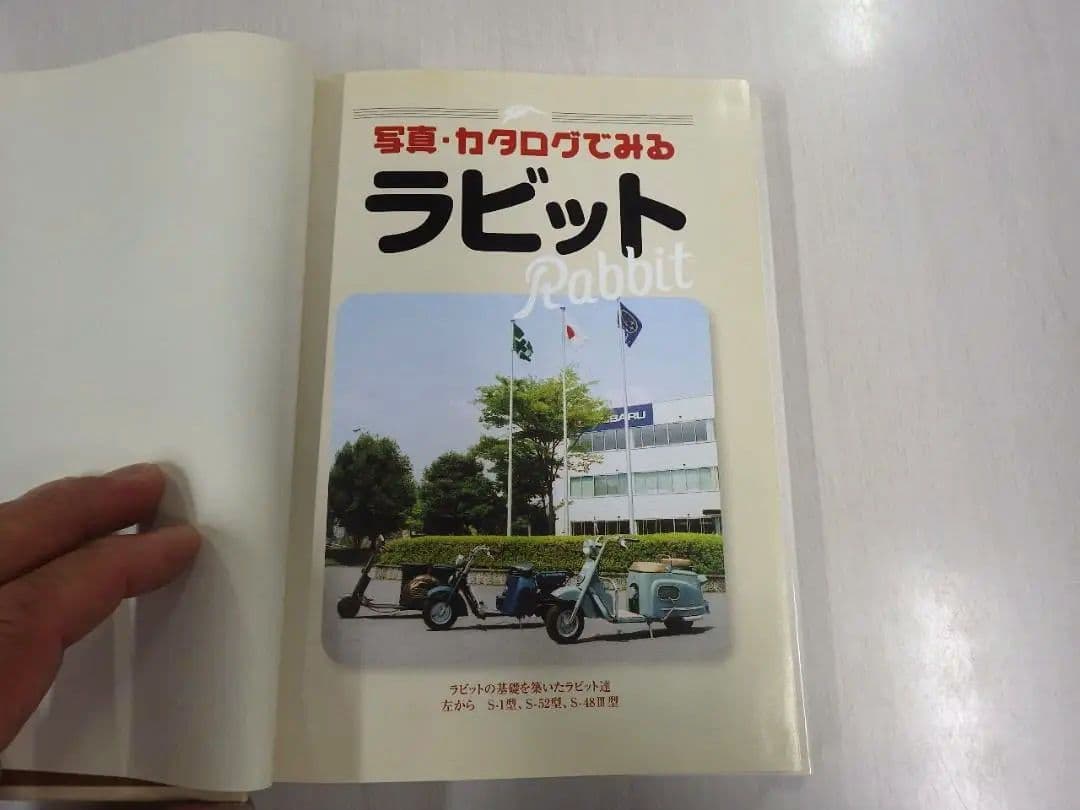 写真・カタログでみる
ラビット
Rabbit
BARU
ラビットの基礎を築いたラビット達
左から S-1型、S-52型、S-48Ⅲ型